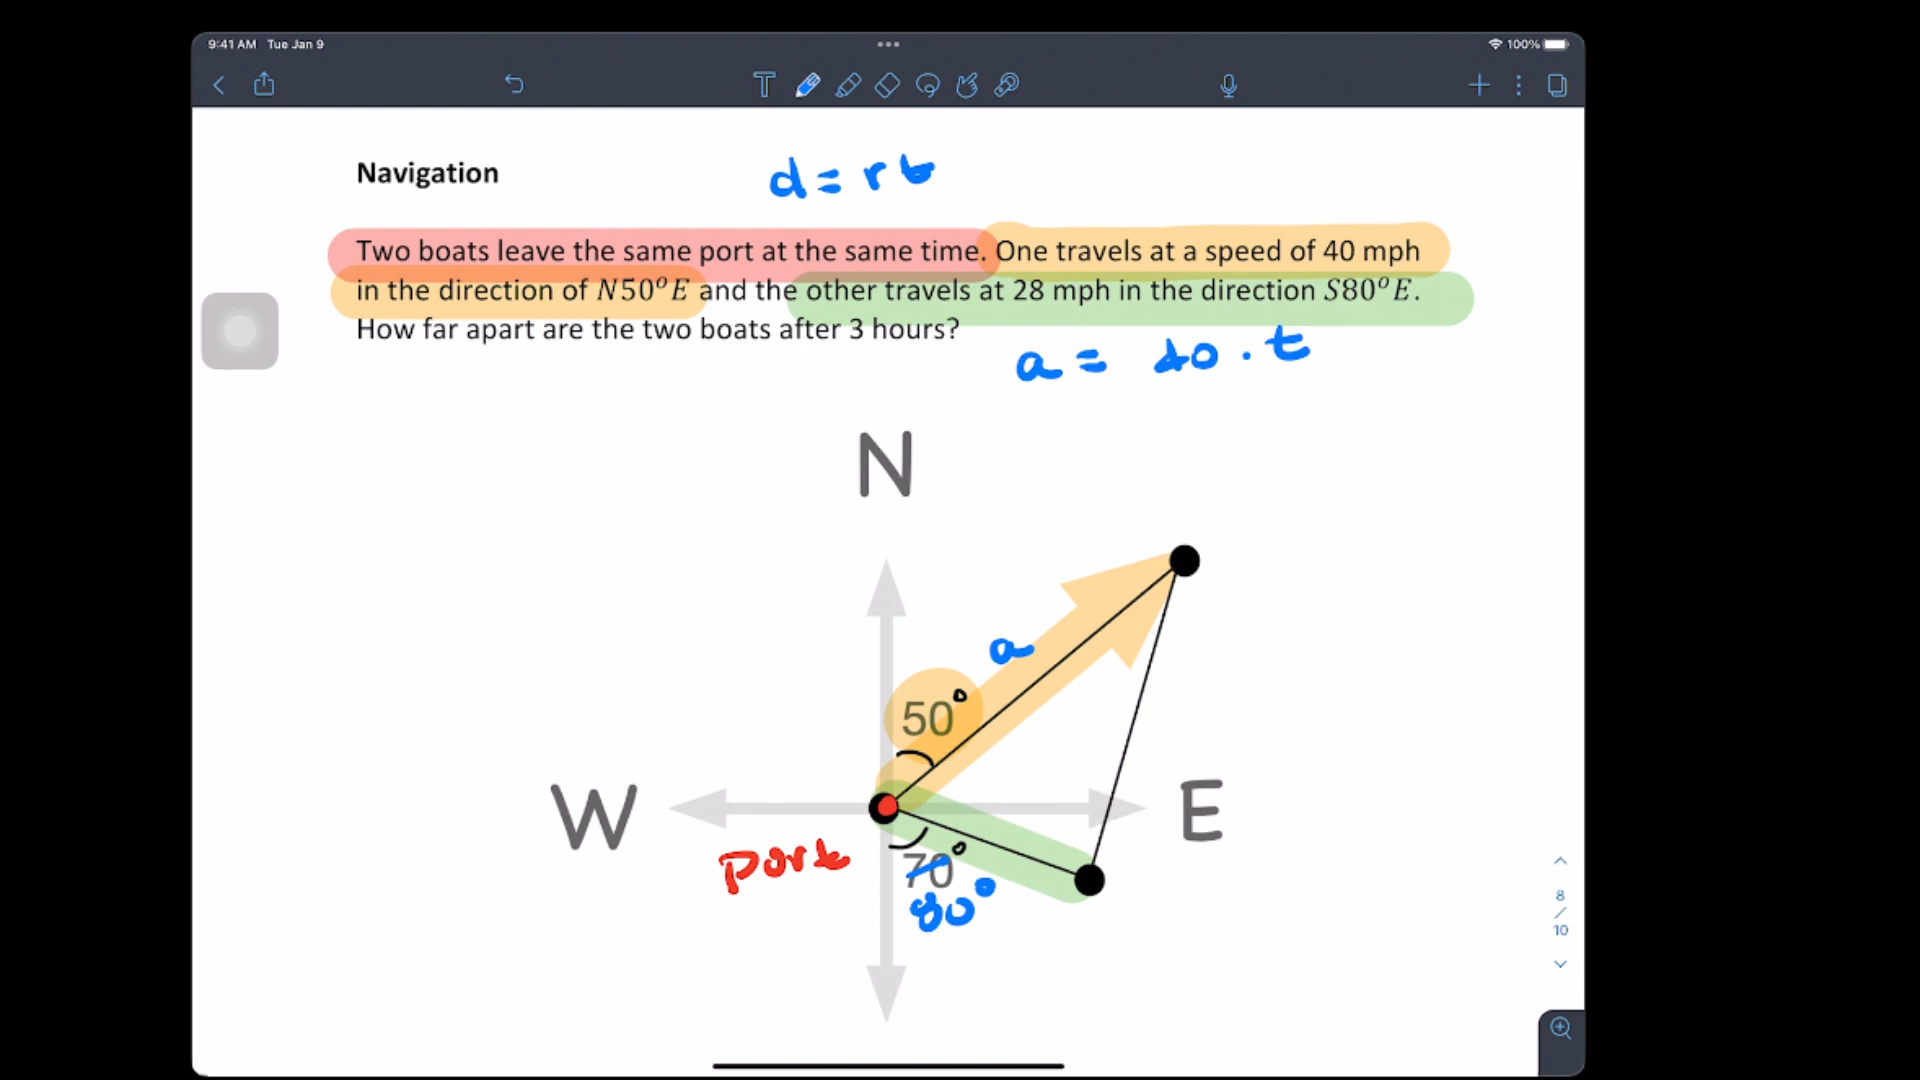 9:41 AM Tue Jan 9
100%
Navigation
d = rt
Two boats leave the same port at the same time. One travels at a speed of 40 mph
in the direction of N50°E and the other travels at 28 mph in the direction S80°E.
How far apart are the two boats after 3 hours?
a = 40 · t
N
a
50°
W
E
port
70°
80°
8
/
10